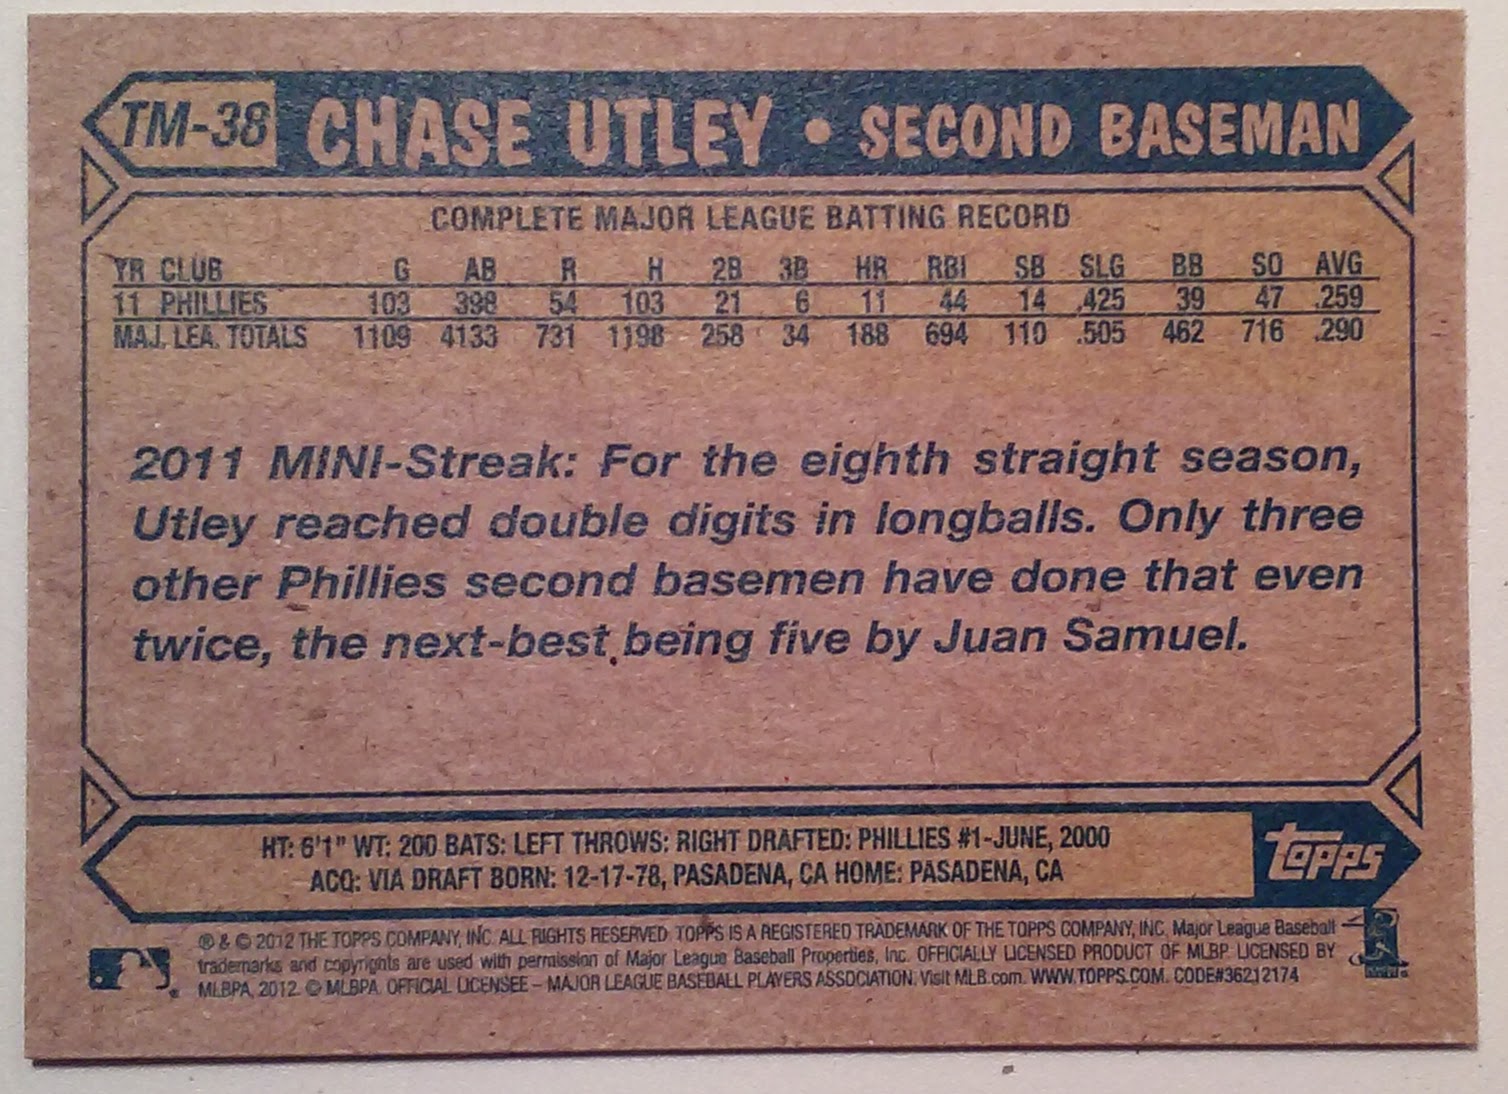 TM-38 CHASE UTLEY • SECOND BASEMAN
COMPLETE MAJOR LEAGUE BATTING RECORD
YR CLUB G AB R H 2B 3B HR RBI SB SLG BB SO AVG
11 PHILLIES 103 398 54 103 21 6 11 44 14 .425 39 47 .259
MAJ. LEA. TOTALS 1109 4133 731 1198 258 34 188 694 110 .505 462 716 .290
2011 MINI-Streak: For the eighth straight season,
Utley reached double digits in longballs. Only three
other Phillies second basemen have done that even
twice, the next-best being five by Juan Samuel.
HT: 6'1" WT: 200 BATS: LEFT THROWS: RIGHT DRAFTED: PHILLIES #1-JUNE, 2000
ACQ: VIA DRAFT BORN: 12-17-78, PASADENA, CA HOME: PASADENA, CA
topps
® & © 2012 THE TOPPS COMPANY, INC. ALL RIGHTS RESERVED. TOPPS IS A REGISTERED TRADEMARK OF THE TOPPS COMPANY, INC. Major League Baseball
trademarks and copyrights are used with permission of Major League Baseball Properties, Inc. OFFICIALLY LICENSED PRODUCT OF MLBP. LICENSED BY
MLBPA, 2012. © MLBPA. OFFICIAL LICENSEE – MAJOR LEAGUE BASEBALL PLAYERS ASSOCIATION. Visit MLB.com. WWW.TOPPS.COM. CODE#36212174